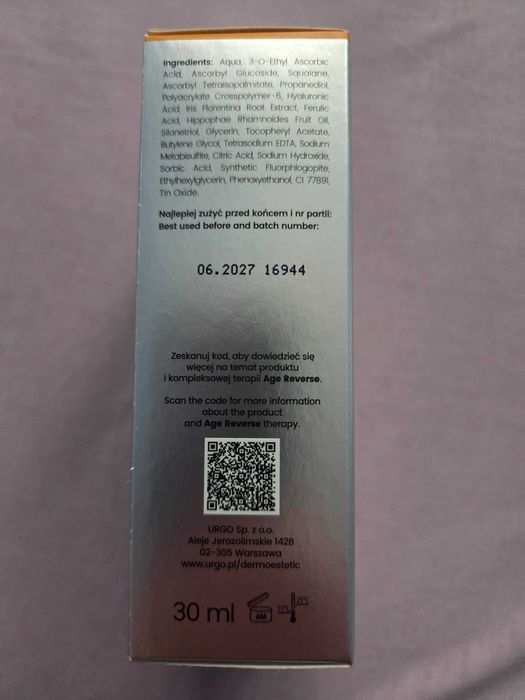 Ingredients: Aqua, 3-O-Ethyl Ascorbic
Acid, Ascorbyl Glucoside, Squalane,
Ascorbyl Tetraisopalmitate, Propanediol,
Polyacrylate Crosspolymer-6, Hyaluronic
Acid, Iris Florentina Root Extract, Ferulic
Acid, Hippophae Rhamnoides Fruit Oil,
Silanetriol, Glycerin, Tocopheryl Acetate,
Butylene Glycol, Tetrasodium EDTA, Sodium
Metabisulfite, Citric Acid, Sodium Hydroxide,
Sorbic Acid, Synthetic Fluorphlogopite,
Ethylhexylglycerin, Phenoxyethanol, CI 77891,
Tin Oxide.
Najlepiej zużyć przed końcem i nr partii:
Best used before and batch number:
06.2027 16944
Zeskanuj kod, aby dowiedzieć się
więcej na temat produktu
i kompleksowej terapii Age Reverse.
Scan the code for more information
about the product
and Age Reverse therapy.
URGO Sp. z o.o.
Aleje Jerozolimskie 142B
02-305 Warszawa
www.urgo.pl/dermoestetic
30 ml 6M 15°C 25°C